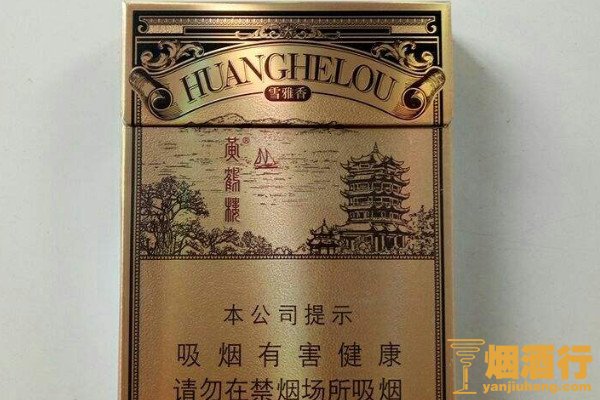 HUANGHELOU
雪雅香
黄鹤楼®
本公司提示
吸烟有害健康
请勿在禁烟场所吸烟
烟酒行
yanjiuhang.com